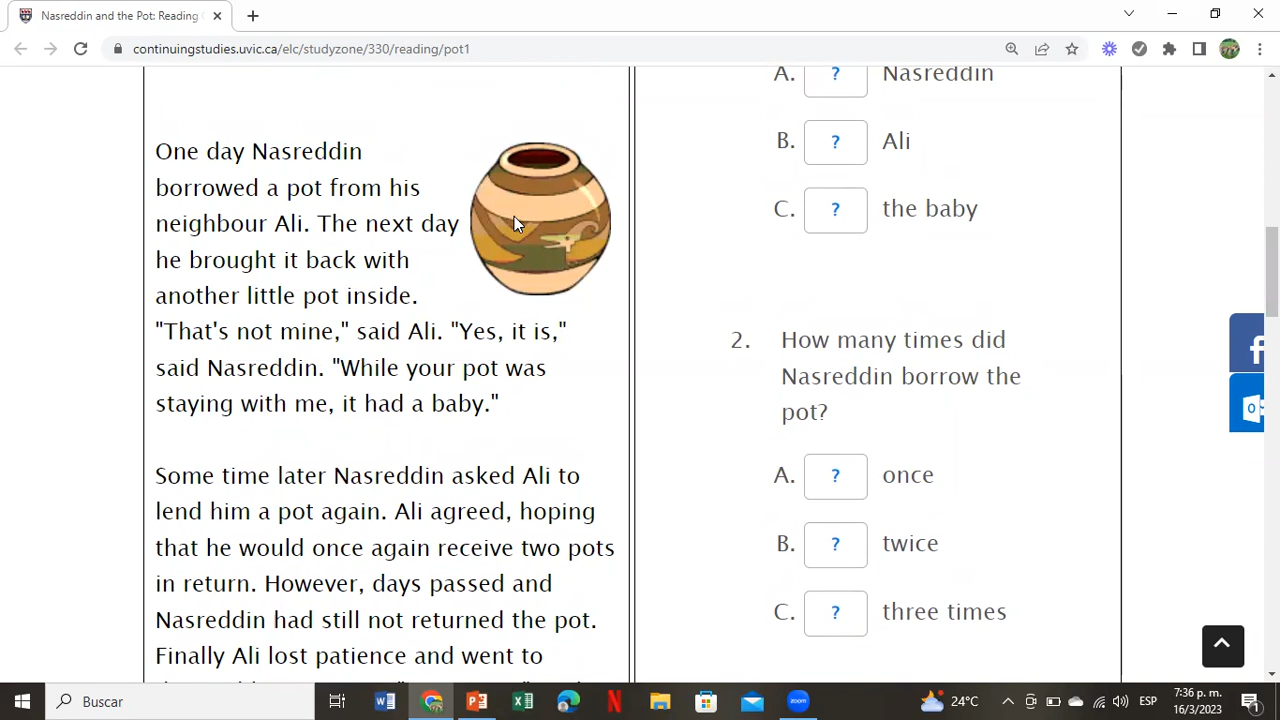 Nasreddin and the Pot: Reading
continuingstudies.uvic.ca/elc/studyzone/330/reading/pot1
One day Nasreddin
borrowed a pot from his
neighbour Ali. The next day
he brought it back with
another little pot inside.
"That's not mine," said Ali. "Yes, it is,"
said Nasreddin. "While your pot was
staying with me, it had a baby."
Some time later Nasreddin asked Ali to
lend him a pot again. Ali agreed, hoping
that he would once again receive two pots
in return. However, days passed and
Nasreddin had still not returned the pot.
Finally Ali lost patience and went to
A. ? Nasreddin
B. ? Ali
C. ? the baby
2. How many times did
Nasreddin borrow the
pot?
A. ? once
B. ? twice
C. ? three times
Buscar
24°C
ESP
7:36 p. m.
16/3/2023